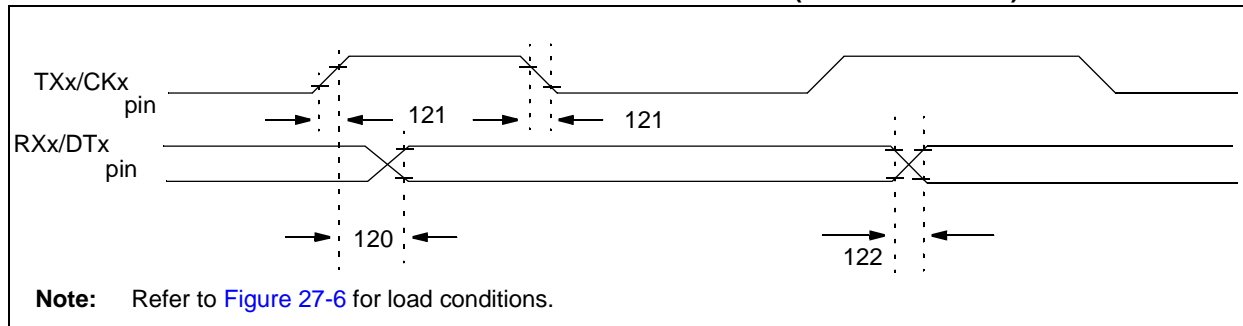 TXx/CKx
pin
121
121
RXx/DTx
pin
120
122
Note: Refer to Figure 27-6 for load conditions.